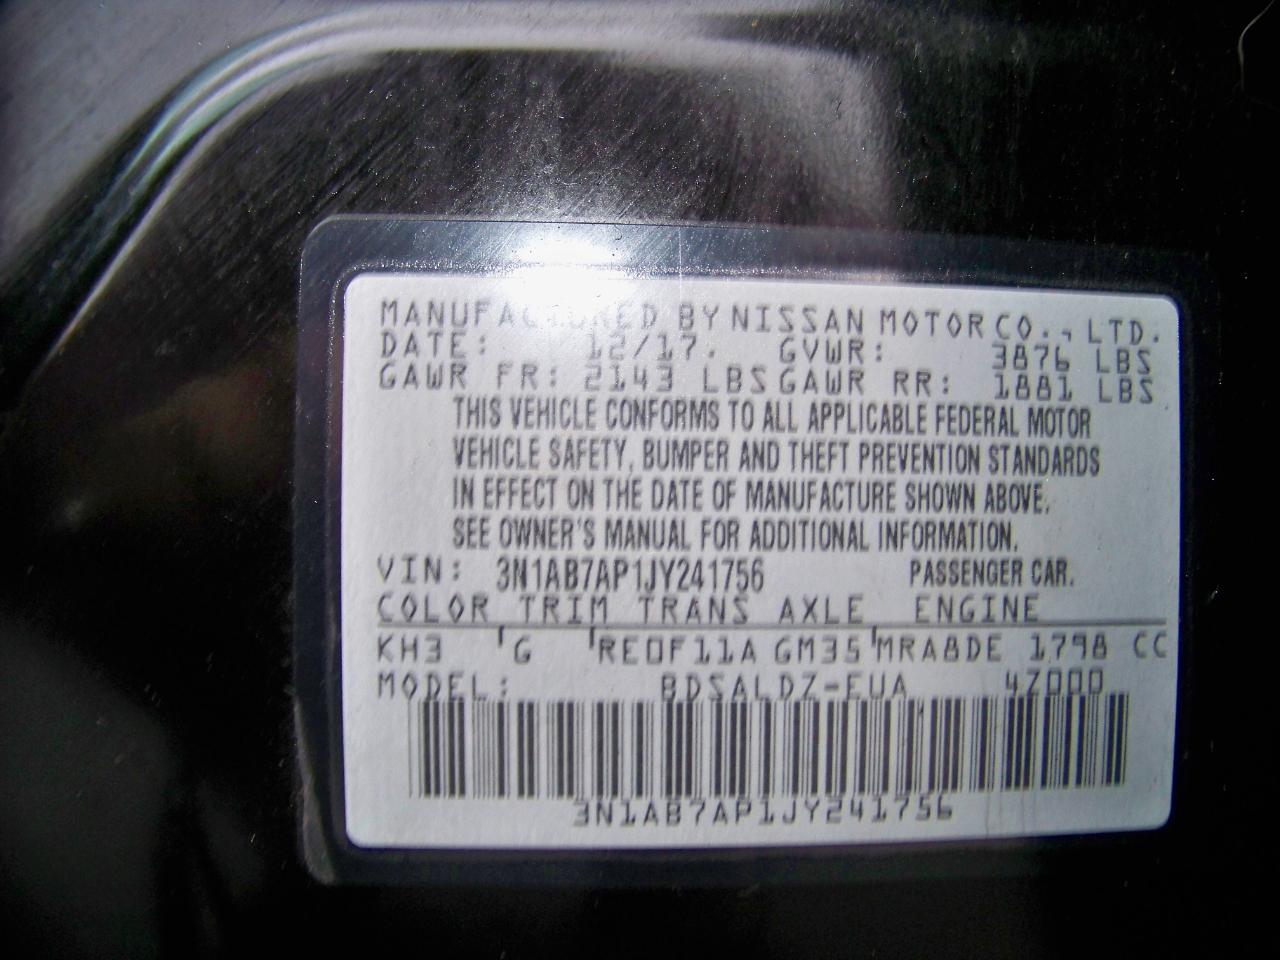 MANUFACTURED BY NISSAN MOTOR CO., LTD.
DATE: 12/17. GVWR: 3876 LBS
GAWR FR: 2143 LBS GAWR RR: 1881 LBS
THIS VEHICLE CONFORMS TO ALL APPLICABLE FEDERAL MOTOR
VEHICLE SAFETY, BUMPER AND THEFT PREVENTION STANDARDS
IN EFFECT ON THE DATE OF MANUFACTURE SHOWN ABOVE.
SEE OWNER'S MANUAL FOR ADDITIONAL INFORMATION.
VIN: 3N1AB7AP1JY241756 PASSENGER CAR.
COLOR TRIM TRANS AXLE ENGINE
KH3 G RE0F11A GM35 MRA8DE 1798 CC
MODEL: BDSALDZ-EUA 4Z000
3N1AB7AP1JY241756